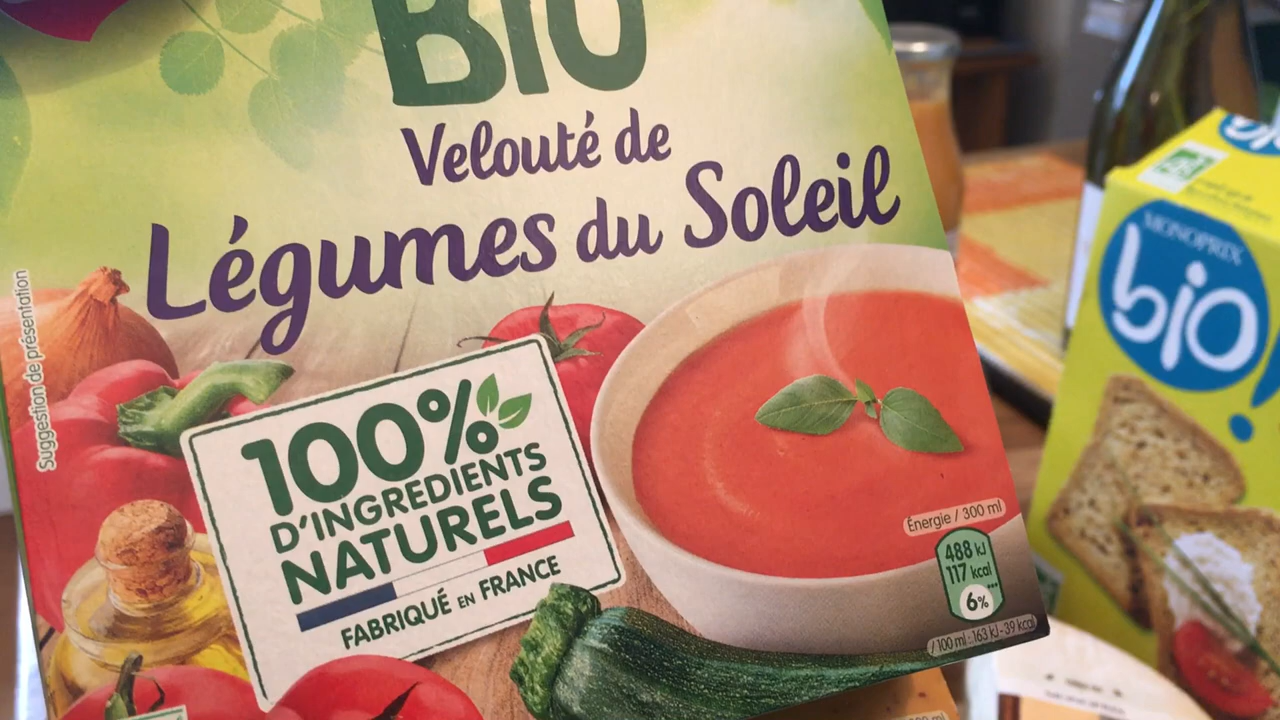 BIO
Velouté de
Légumes du Soleil
Suggestion de présentation
100%
D'INGREDIENTS
NATURELS
FABRIQUÉ EN FRANCE
Énergie / 300 ml
488 kJ
117 kcal
6%
/ 100 ml : 163 kJ - 39 kcal
MONOPRIX
bio!